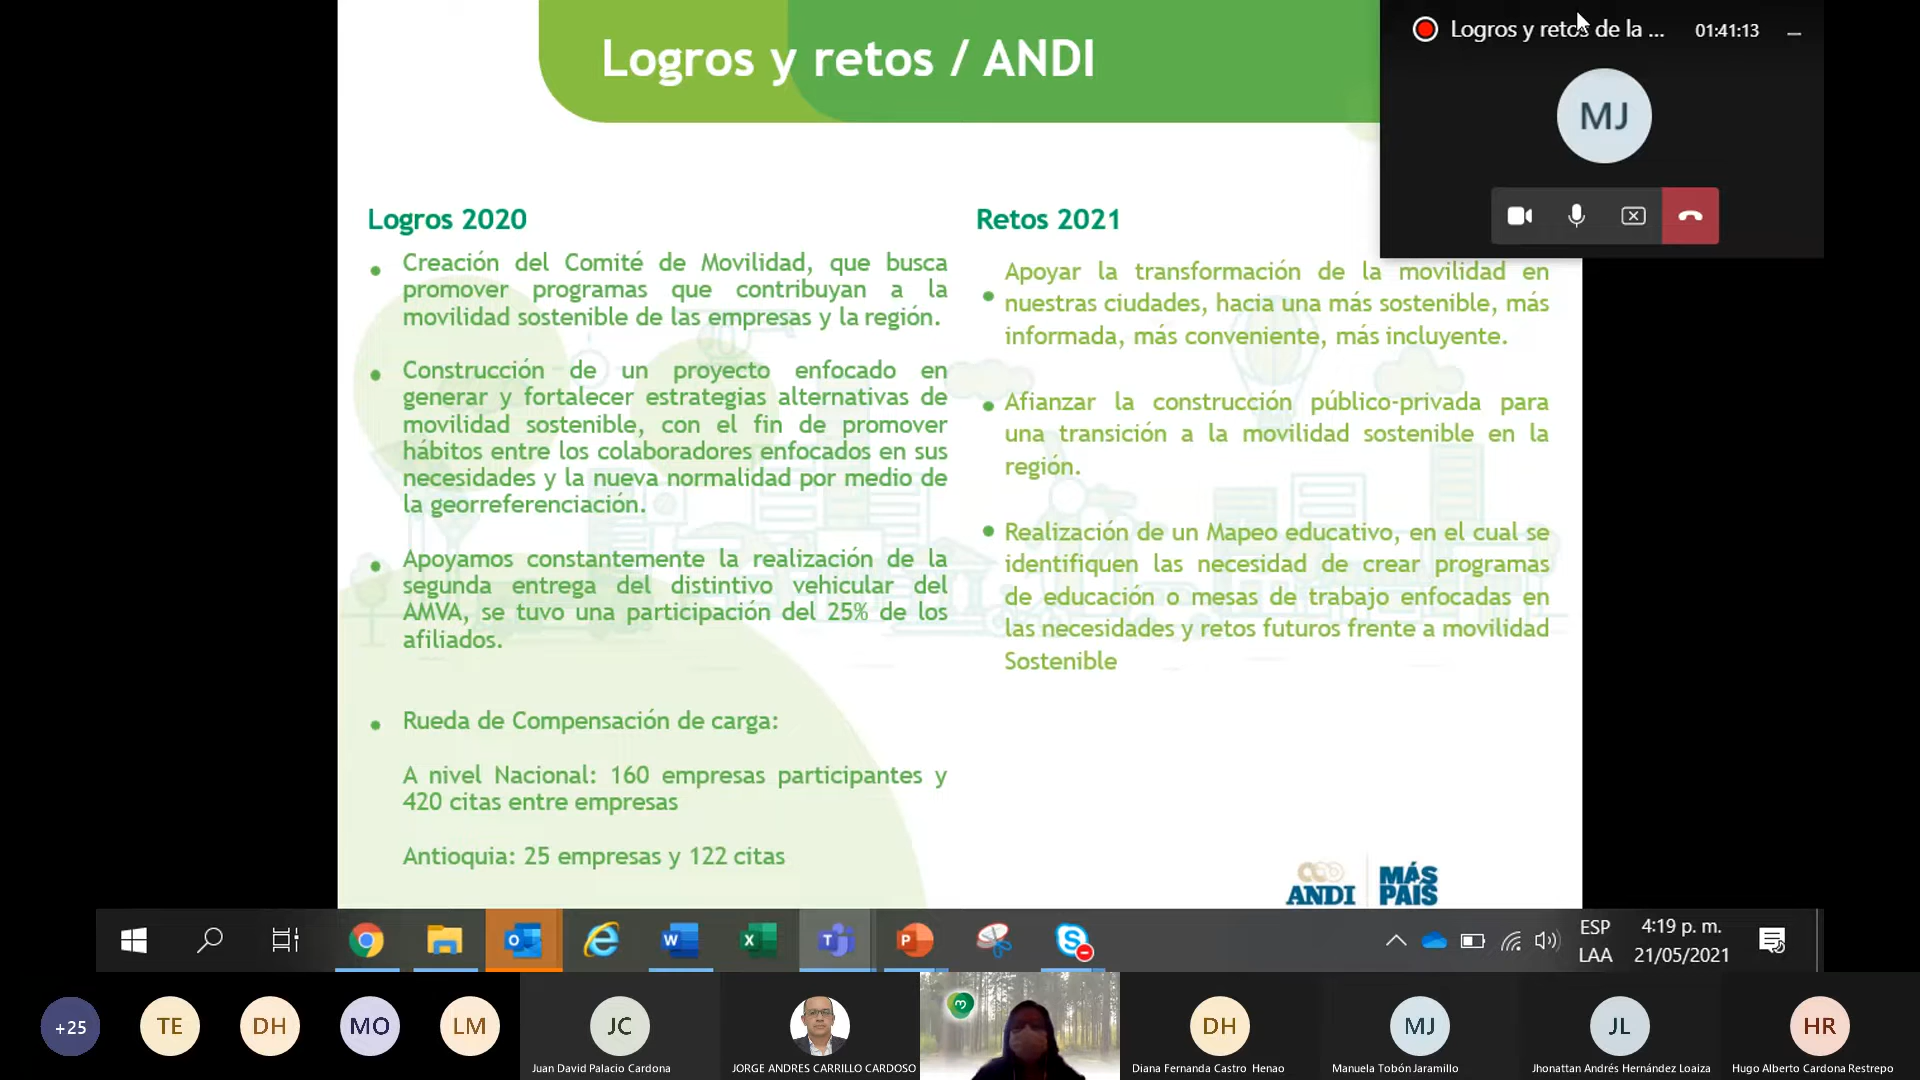 Logros y retos / ANDI
Logros y retos de la ...
01:41:13
MJ
Logros 2020
Creación del Comité de Movilidad, que busca
promover programas que contribuyan a la
movilidad sostenible de las empresas y la región.
Construcción de un proyecto enfocado en
generar y fortalecer estrategias alternativas de
movilidad sostenible, con el fin de promover
hábitos entre los colaboradores enfocados en sus
necesidades y la nueva normalidad por medio de
la georreferenciación.
Apoyamos constantemente la realización de la
segunda entrega del distintivo vehicular del
AMVA, se tuvo una participación del 25% de los
afiliados.
Rueda de Compensación de carga:
A nivel Nacional: 160 empresas participantes y
420 citas entre empresas
Antioquia: 25 empresas y 122 citas
Retos 2021
Apoyar la transformación de la movilidad en
nuestras ciudades, hacia una más sostenible, más
informada, más conveniente, más incluyente.
Afianzar la construcción público-privada para
una transición a la movilidad sostenible en la
región.
Realización de un Mapeo educativo, en el cual se
identifiquen las necesidad de crear programas
de educación o mesas de trabajo enfocadas en
las necesidades y retos futuros frente a movilidad
Sostenible
ANDI
MÁS
PAÍS
ESP
LAA
4:19 p. m.
21/05/2021
+25
TE
DH
MO
LM
JC
Juan David Palacio Cardona
JORGE ANDRES CARRILLO CARDOSO
DH
Diana Fernanda Castro Henao
MJ
Manuela Tobón Jaramillo
JL
Jhonattan Andrés Hernández Loaiza
HR
Hugo Alberto Cardona Restrepo